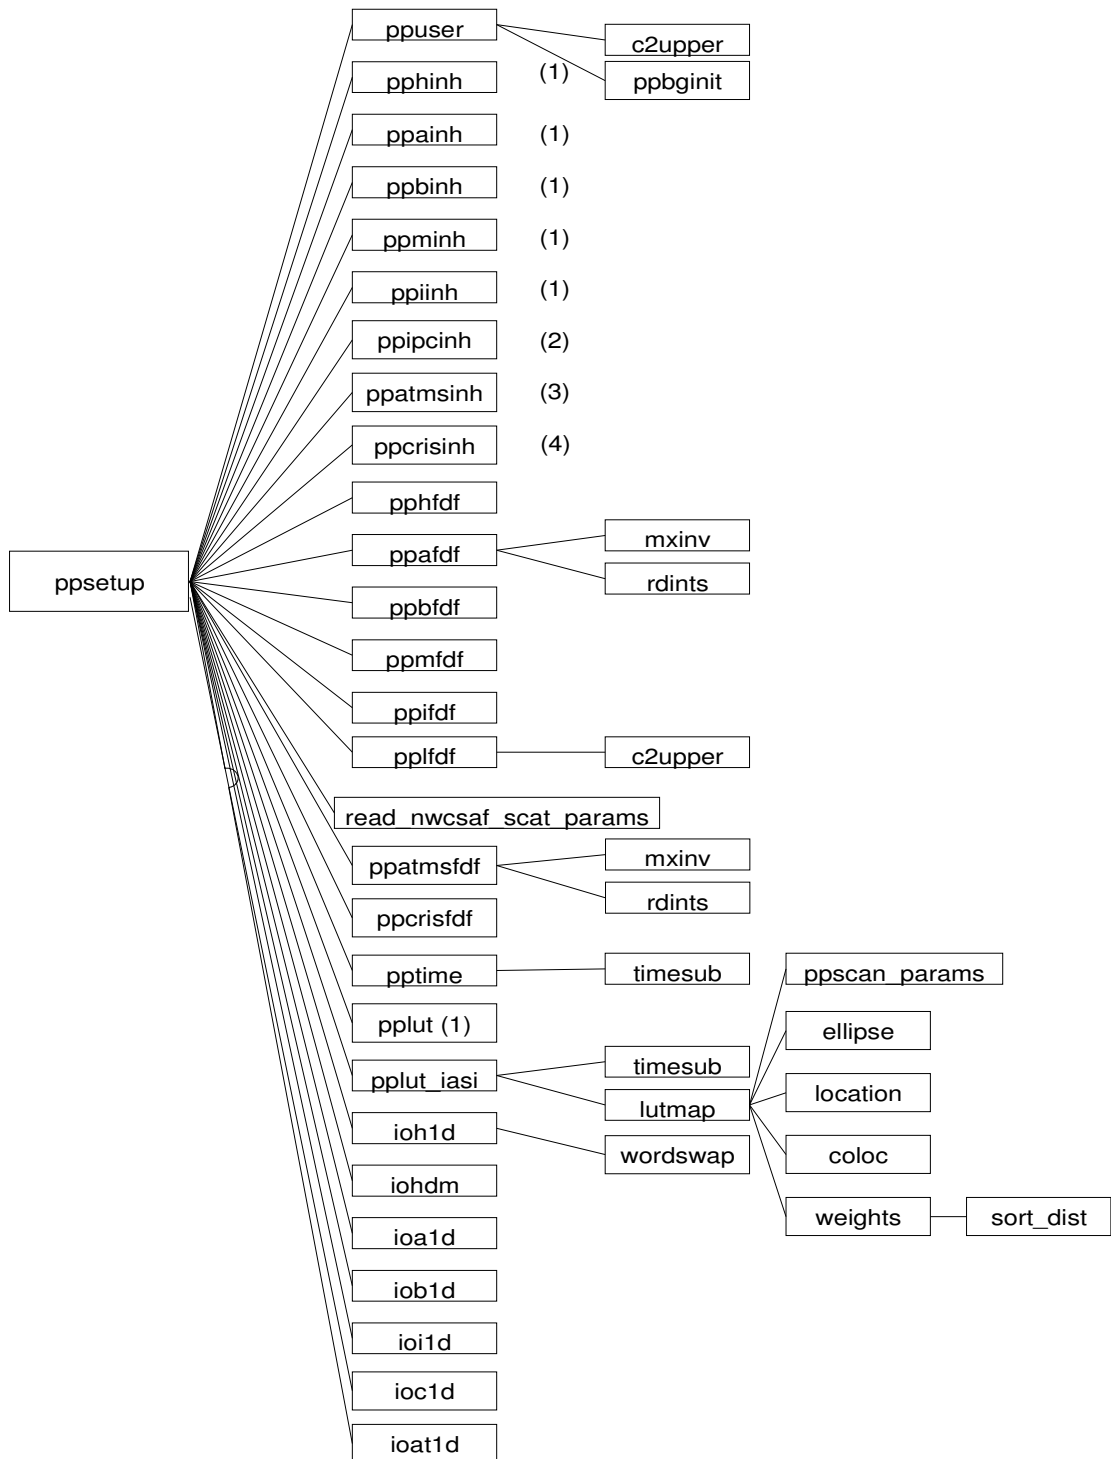 ppuser
c2upper
pphinh (1) ppbginit
ppainh (1)
ppbinh (1)
ppminh (1)
ppiinh (1)
ppipcinh (2)
ppatmsinh (3)
ppcrisinh (4)
pphfdf
ppafdf mxinv
ppsetup rdints
ppbfdf
ppmfdf
ppifdf
pplfdf c2upper
read_nwcsaf_scat_params
ppatmsfdf mxinv
rdints
ppcrisfdf
pptime timesub ppscan_params
pplut (1) ellipse
pplut_iasi timesub
lutmap location
ioh1d wordswap coloc
iohdm
ioa1d weights sort_dist
iob1d
ioi1d
ioc1d
ioat1d